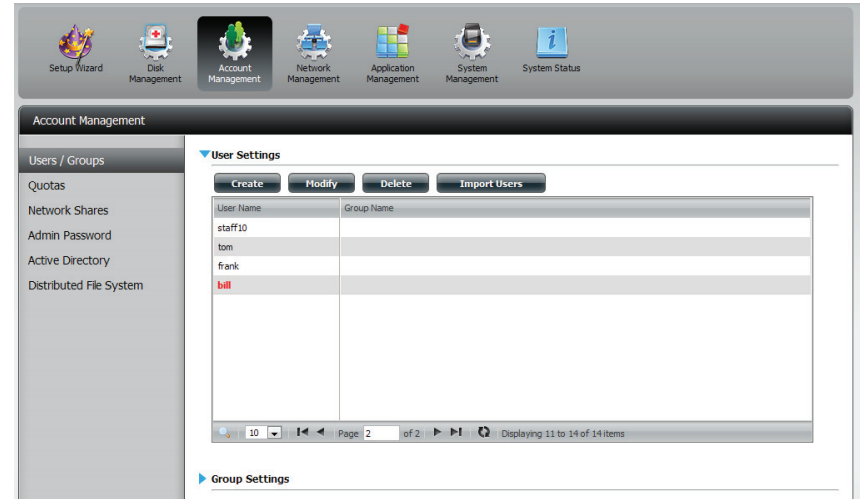 Setup Wizard
Disk Management
Account Management
Network Management
Application Management
System Management
System Status
Account Management
Users / Groups
Quotas
Network Shares
Admin Password
Active Directory
Distributed File System
User Settings
Create Modify Delete Import Users
User Name Group Name
staff10
tom
frank
bill
10 Page 2 of 2 Displaying 11 to 14 of 14 items
Group Settings